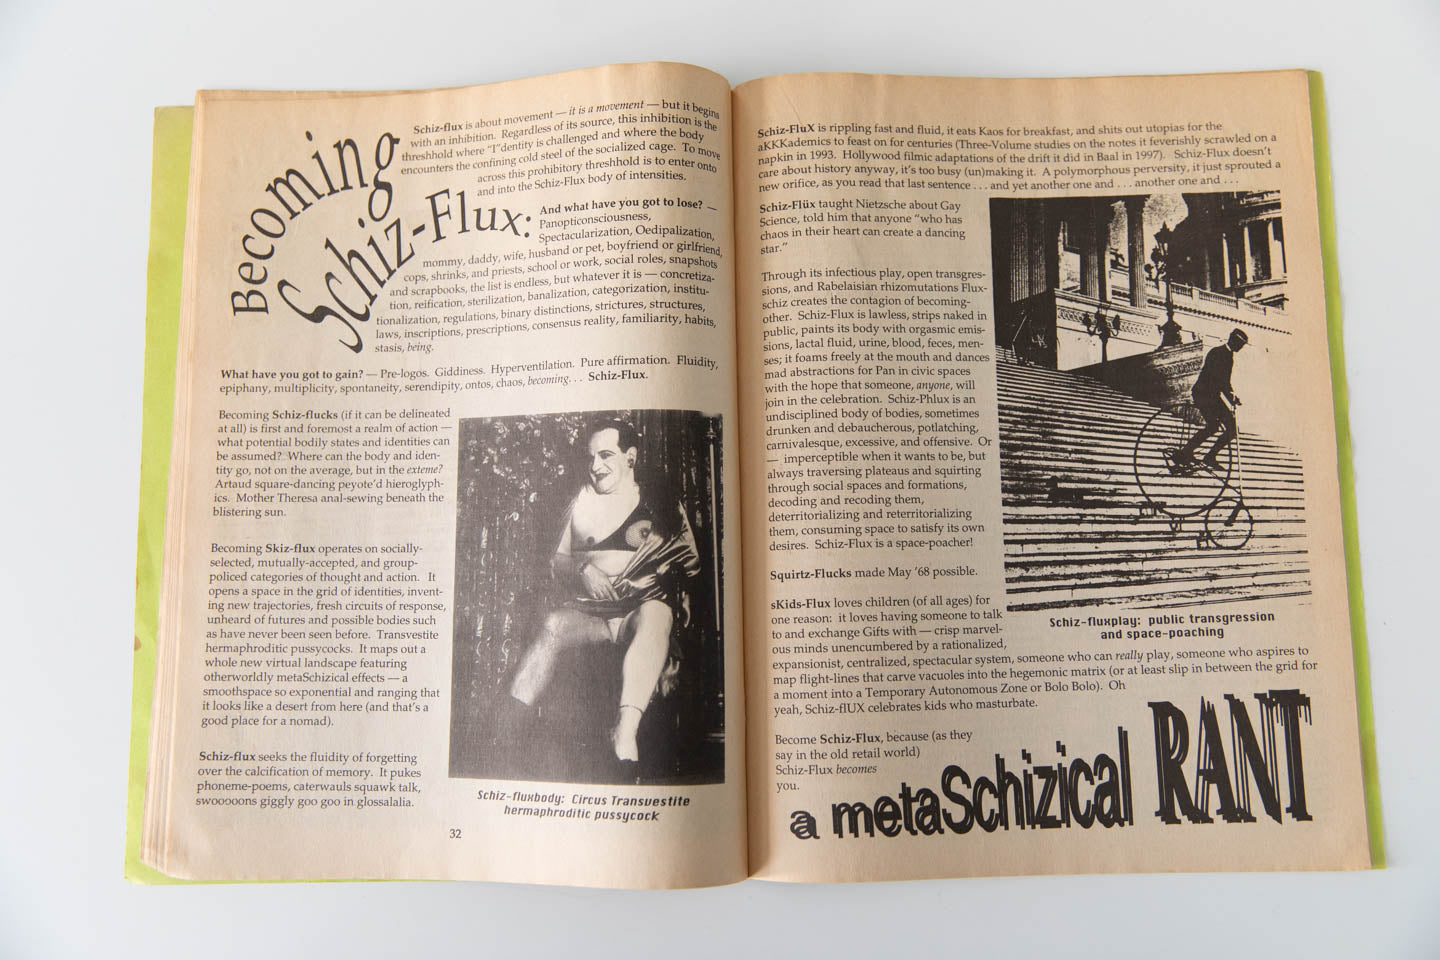 Becoming
Schiz-Flux:
Schiz-flux is about movement — it is a movement — but it begins
with an inhibition. Regardless of its source, this inhibition is the
threshhold where "I"dentity is challenged and where the body
encounters the confining cold steel of the socialized cage. To move
across this prohibitory threshhold is to enter onto
and into the Schiz-Flux body of intensities.
And what have you got to lose? —
Panopticonsciousness,
Spectacularization, Oedipalization,
mommy, daddy, wife, husband or pet, boyfriend or girlfriend,
cops, shrinks, and priests, school or work, social roles, snapshots
and scrapbooks, the list is endless, but whatever it is — concretiza-
tion, reification, sterilization, banalization, categorization, institu-
tionalization, regulations, binary distinctions, strictures, structures,
laws, inscriptions, prescriptions, consensus reality, familiarity, habits,
stasis, being.
What have you got to gain? — Pre-logos. Giddiness. Hyperventilation. Pure affirmation. Fluidity,
epiphany, multiplicity, spontaneity, serendipity, ontos, chaos, becoming. . . Schiz-Flux.
Becoming Schiz-flucks (if it can be delineated
at all) is first and foremost a realm of action —
what potential bodily states and identities can
be assumed? Where can the body and iden-
tity go, not on the average, but in the exteme?
Artaud square-dancing peyote'd hieroglyph-
ics. Mother Theresa anal-sewing beneath the
blistering sun.
Becoming Skiz-flux operates on socially-
selected, mutually-accepted, and group-
policed categories of thought and action. It
opens a space in the grid of identities, invent-
ing new trajectories, fresh circuits of response,
unheard of futures and possible bodies such
as have never been seen before. Transvestite
hermaphroditic pussycocks. It maps out a
whole new virtual landscape featuring
otherworldly metaSchizical effects — a
smoothspace so exponential and ranging that
it looks like a desert from here (and that's a
good place for a nomad).
Schiz-flux seeks the fluidity of forgetting
over the calcification of memory. It pukes
phoneme-poems, caterwauls squawk talk,
swooooons giggly goo goo in glossalalia.
Schiz-fluxbody: Circus Transvestite
hermaphroditic pussycock
32
Schiz-FluX is rippling fast and fluid, it eats Kaos for breakfast, and shits out utopias for the
aKKKademics to feast on for centuries (Three-Volume studies on the notes it feverishly scrawled on a
napkin in 1993. Hollywood filmic adaptations of the drift it did in Baal in 1997). Schiz-Flux doesn't
care about history anyway, it's too busy (un)making it. A polymorphous perversity, it just sprouted a
new orifice, as you read that last sentence . . . and yet another one and . . . another one and . . .
Schiz-Flüx taught Nietzsche about Gay
Science, told him that anyone "who has
chaos in their heart can create a dancing
star."
Through its infectious play, open transgres-
sions, and Rabelaisian rhizomutations Flux-
schiz creates the contagion of becoming-
other. Schiz-Flux is lawless, strips naked in
public, paints its body with orgasmic emis-
sions, lactal fluid, urine, blood, feces, men-
ses; it foams freely at the mouth and dances
mad abstractions for Pan in civic spaces
with the hope that someone, anyone, will
join in the celebration. Schiz-Phlux is an
undisciplined body of bodies, sometimes
drunken and debaucherous, potlatching,
carnivalesque, excessive, and offensive. Or
— imperceptible when it wants to be, but
always traversing plateaus and squirting
through social spaces and formations,
decoding and recoding them,
deterritorializing and reterritorializing
them, consuming space to satisfy its own
desires. Schiz-Flux is a space-poacher!
Squirtz-Flucks made May '68 possible.
sKids-Flux loves children (of all ages) for
one reason: it loves having someone to talk
to and exchange Gifts with — crisp marvel-
ous minds unencumbered by a rationalized,
expansionist, centralized, spectacular system, someone who can really play, someone who aspires to
map flight-lines that carve vacuoles into the hegemonic matrix (or at least slip in between the grid for
a moment into a Temporary Autonomous Zone or Bolo Bolo). Oh
yeah, Schiz-flUX celebrates kids who masturbate.
Become Schiz-Flux, because (as they
say in the old retail world)
Schiz-Flux becomes
you.
Schiz-fluxplay: public transgression
and space-poaching
a metaSchizical RANT